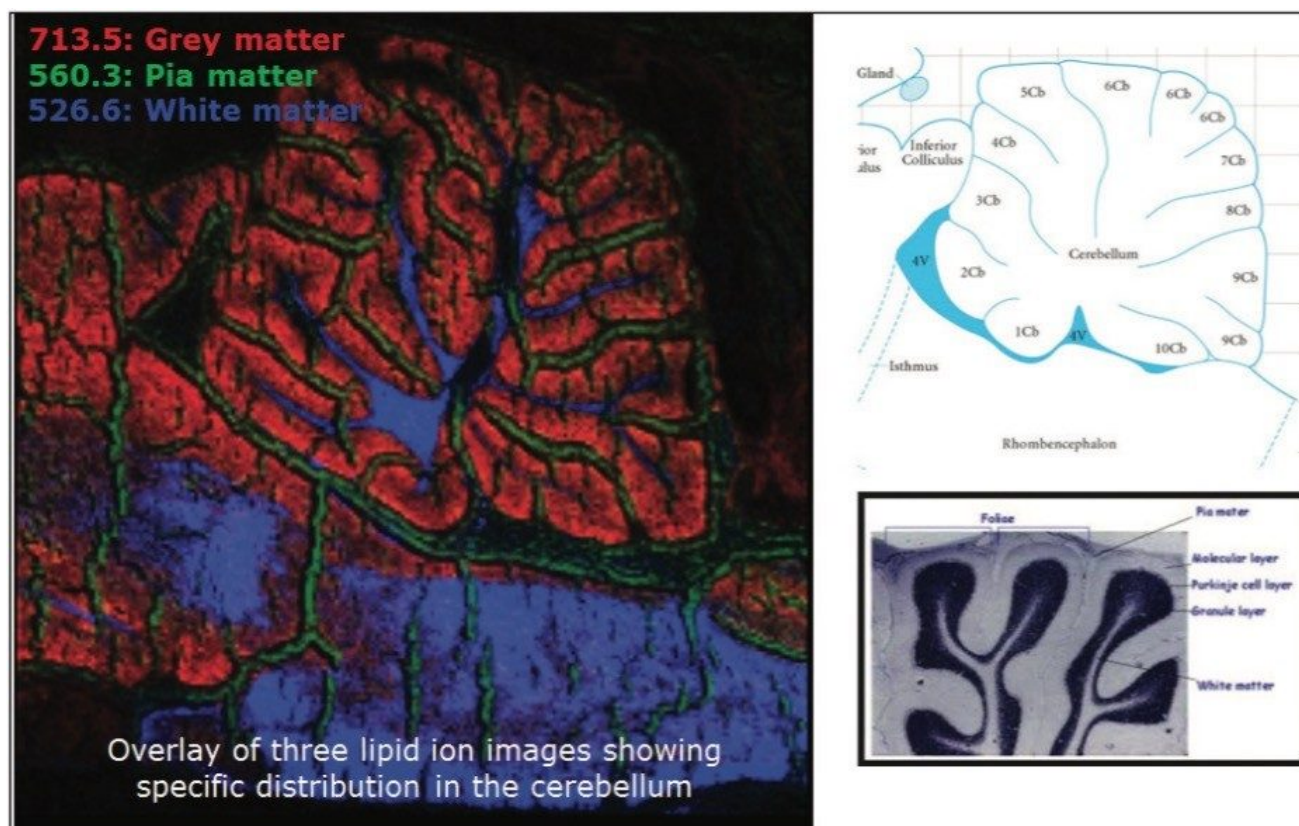 713.5: Grey matter
560.3: Pia matter
526.6: White matter
Overlay of three lipid ion images showing
specific distribution in the cerebellum
Gland
rior
ulus
Inferior
Colliculus
5Cb
6Cb
6Cb
6Cb
4Cb
7Cb
3Cb
8Cb
Cerebellum
4V
2Cb
9Cb
1Cb
4V
10Cb
9Cb
Isthmus
Rhombencephalon
Foliae
Pia mater
Molecular layer
Purkinje cell layer
Granule layer
White matter